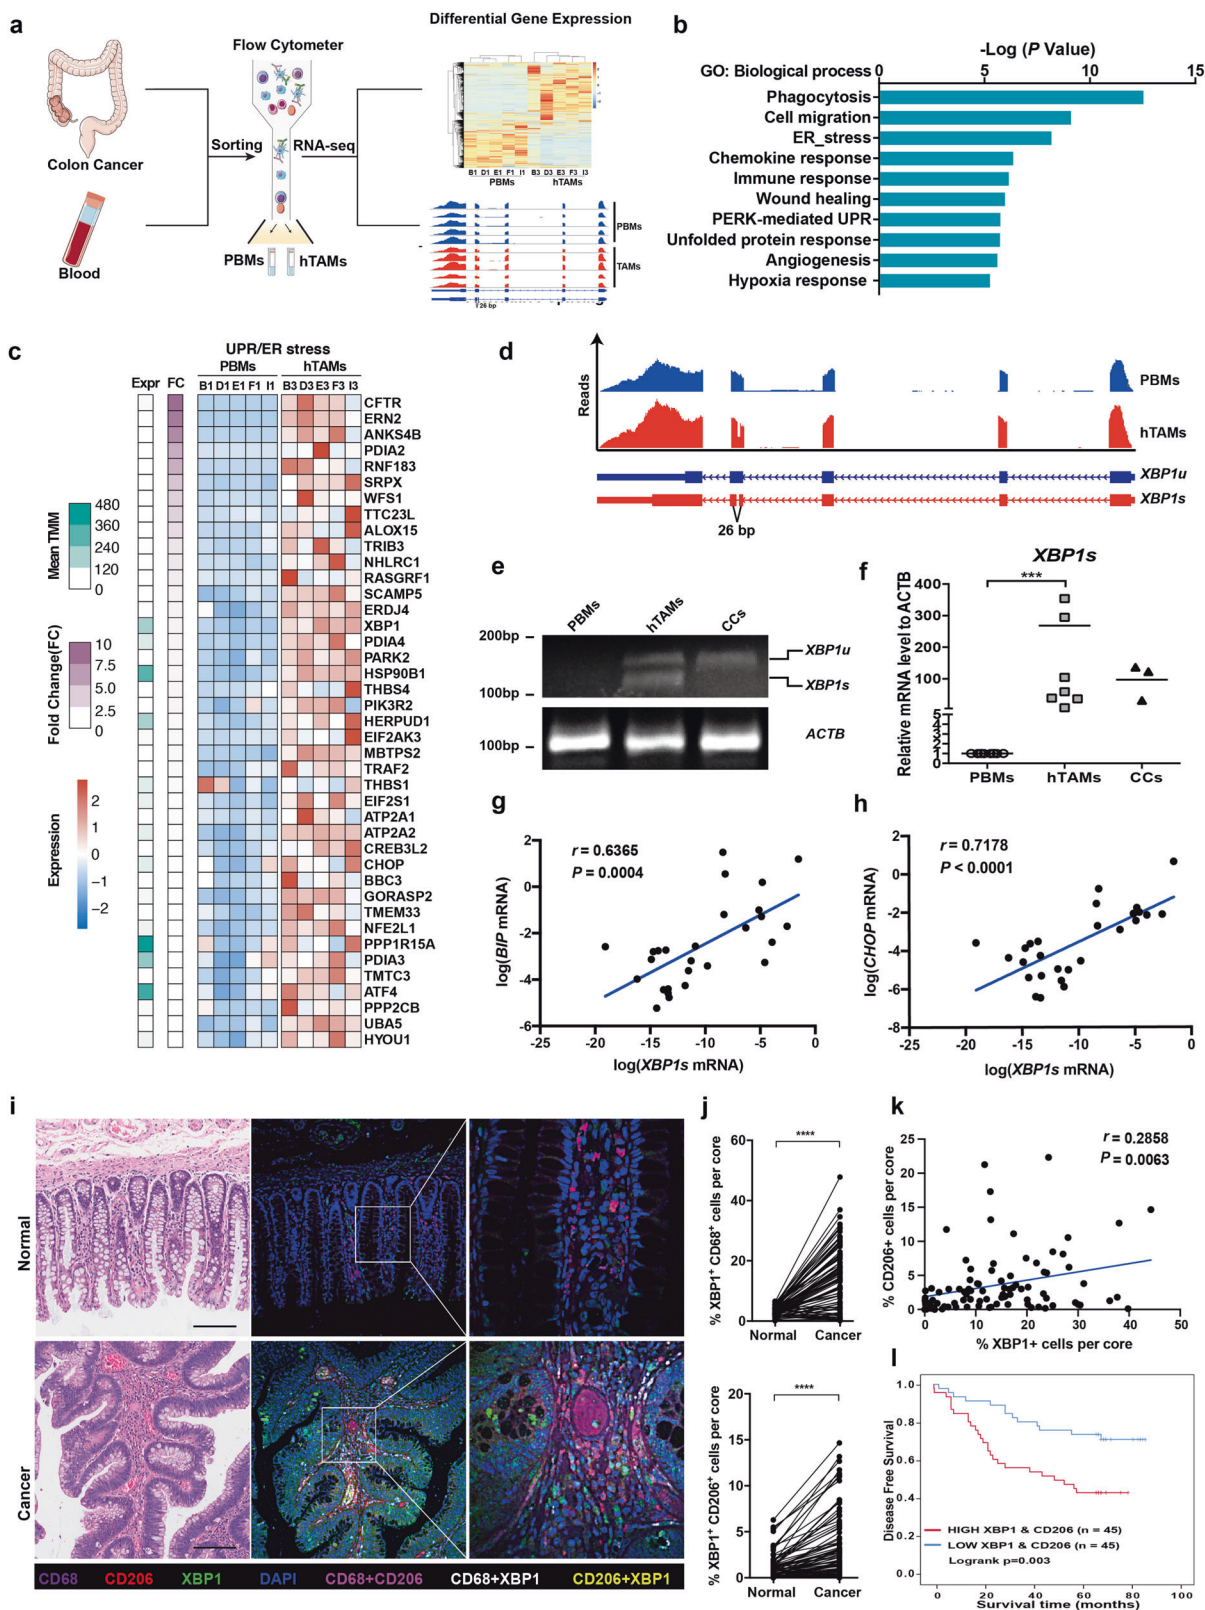 a
Differential Gene Expression
Flow Cytometer
Colon Cancer
Sorting
RNA-seq
Blood
PBMs
hTAMs
B1 D1 E1 F1 I1 B3 D3 E3 F3 I3
PBMs hTAMs
PBMs
TAMs
26 bp
b
-Log (P Value)
GO: Biological process
0 5 10 15
Phagocytosis
Cell migration
ER_stress
Chemokine response
Immune response
Wound healing
PERK-mediated UPR
Unfolded protein response
Angiogenesis
Hypoxia response
c
UPR/ER stress
PBMs hTAMs
Expr FC B1 D1 E1 F1 I1 B3 D3 E3 F3 I3
CFTR
ERN2
ANKS4B
PDIA2
RNF183
SRPX
WFS1
TTC23L
ALOX15
TRIB3
NHLRC1
RASGRF1
SCAMP5
ERDJ4
XBP1
PDIA4
PARK2
HSP90B1
THBS4
PIK3R2
HERPUD1
EIF2AK3
MBTPS2
TRAF2
THBS1
EIF2S1
ATP2A1
ATP2A2
CREB3L2
CHOP
BBC3
GORASP2
TMEM33
NFE2L1
PPP1R15A
PDIA3
TMTC3
ATF4
PPP2CB
UBA5
HYOU1
Mean TMM
480
360
240
120
0
Fold Change(FC)
10
7.5
5.0
2.5
0
Expression
2
1
0
−1
−2
d
Reads
PBMs
hTAMs
XBP1u
XBP1s
26 bp
e
PBMs hTAMs CCs
200bp
100bp
XBP1u
XBP1s
100bp
ACTB
f
XBP1s
***
Relative mRNA level to ACTB
400
300
200
100
5
4
3
2
1
0
PBMs hTAMs CCs
g
r = 0.6365
P = 0.0004
log(BIP mRNA)
2
0
-2
-4
-6
-25 -20 -15 -10 -5 0
log(XBP1s mRNA)
h
r = 0.7178
P < 0.0001
log(CHOP mRNA)
2
0
-2
-4
-6
-8
-25 -20 -15 -10 -5 0
log(XBP1s mRNA)
i
Normal
Cancer
CD68 CD206 XBP1 DAPI CD68+CD206 CD68+XBP1 CD206+XBP1
j
****
% XBP1+ CD68+ cells per core
60
40
20
0
Normal Cancer
****
% XBP1+ CD206+ cells per core
20
15
10
5
0
Normal Cancer
k
r = 0.2858
P = 0.0063
% CD206+ cells per core
25
20
15
10
5
0
0 10 20 30 40 50
% XBP1+ cells per core
l
Disease Free Survival
1.0
0.8
0.6
0.4
0.2
0.0
HIGH XBP1 & CD206 (n = 45)
LOW XBP1 & CD206 (n = 45)
Logrank p=0.003
0 20 40 60 80 100
Survival time (months)